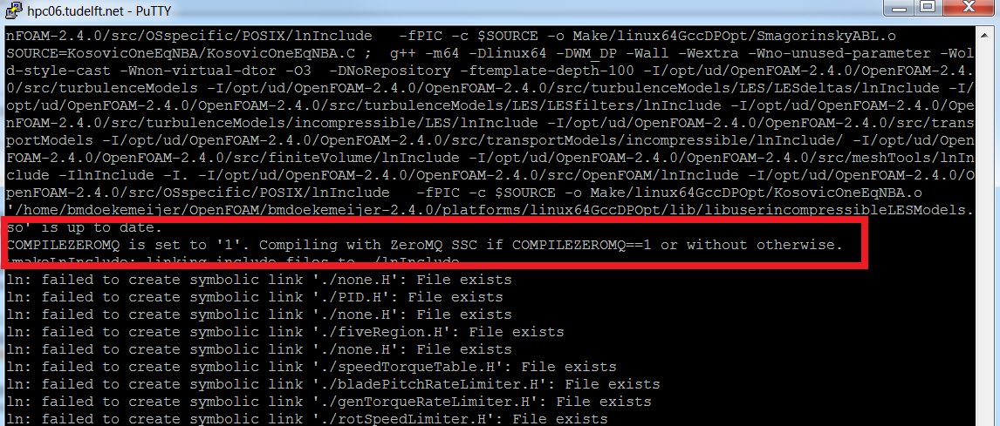 hpc06.tudelft.net - PuTTY
nFOAM-2.4.0/src/OSspecific/POSIX/lnInclude   -fPIC -c $SOURCE -o Make/linux64GccDPOpt/SmagorinskyABL.o
SOURCE=KosovicOneEqNBA/KosovicOneEqNBA.C ;  g++ -m64 -Dlinux64 -DWM_DP -Wall -Wextra -Wno-unused-parameter -Wol
d-style-cast -Wnon-virtual-dtor -O3  -DNoRepository -ftemplate-depth-100 -I/opt/ud/OpenFOAM-2.4.0/OpenFOAM-2.4.
0/src/turbulenceModels -I/opt/ud/OpenFOAM-2.4.0/OpenFOAM-2.4.0/src/turbulenceModels/LES/LESdeltas/lnInclude -I/
opt/ud/OpenFOAM-2.4.0/OpenFOAM-2.4.0/src/turbulenceModels/LES/LESfilters/lnInclude -I/opt/ud/OpenFOAM-2.4.0/Ope
nFOAM-2.4.0/src/turbulenceModels/incompressible/LES/lnInclude -I/opt/ud/OpenFOAM-2.4.0/OpenFOAM-2.4.0/src/trans
portModels -I/opt/ud/OpenFOAM-2.4.0/OpenFOAM-2.4.0/src/transportModels/incompressible/lnInclude/ -I/opt/ud/Open
FOAM-2.4.0/OpenFOAM-2.4.0/src/finiteVolume/lnInclude -I/opt/ud/OpenFOAM-2.4.0/OpenFOAM-2.4.0/src/meshTools/lnIn
clude -IlnInclude -I. -I/opt/ud/OpenFOAM-2.4.0/OpenFOAM-2.4.0/src/OpenFOAM/lnInclude -I/opt/ud/OpenFOAM-2.4.0/O
penFOAM-2.4.0/src/OSspecific/POSIX/lnInclude   -fPIC -c $SOURCE -o Make/linux64GccDPOpt/KosovicOneEqNBA.o
'/home/bmdoekemeijer/OpenFOAM/bmdoekemeijer-2.4.0/platforms/linux64GccDPOpt/lib/libuserincompressibleLESModels.
so' is up to date.
COMPILEZEROMQ is set to '1'. Compiling with ZeroMQ SSC if COMPILEZEROMQ==1 or without otherwise.
wmakeLnInclude: linking include files to ./lnInclude
ln: failed to create symbolic link './none.H': File exists
ln: failed to create symbolic link './PID.H': File exists
ln: failed to create symbolic link './none.H': File exists
ln: failed to create symbolic link './fiveRegion.H': File exists
ln: failed to create symbolic link './none.H': File exists
ln: failed to create symbolic link './speedTorqueTable.H': File exists
ln: failed to create symbolic link './bladePitchRateLimiter.H': File exists
ln: failed to create symbolic link './genTorqueRateLimiter.H': File exists
ln: failed to create symbolic link './rotSpeedLimiter.H': File exists